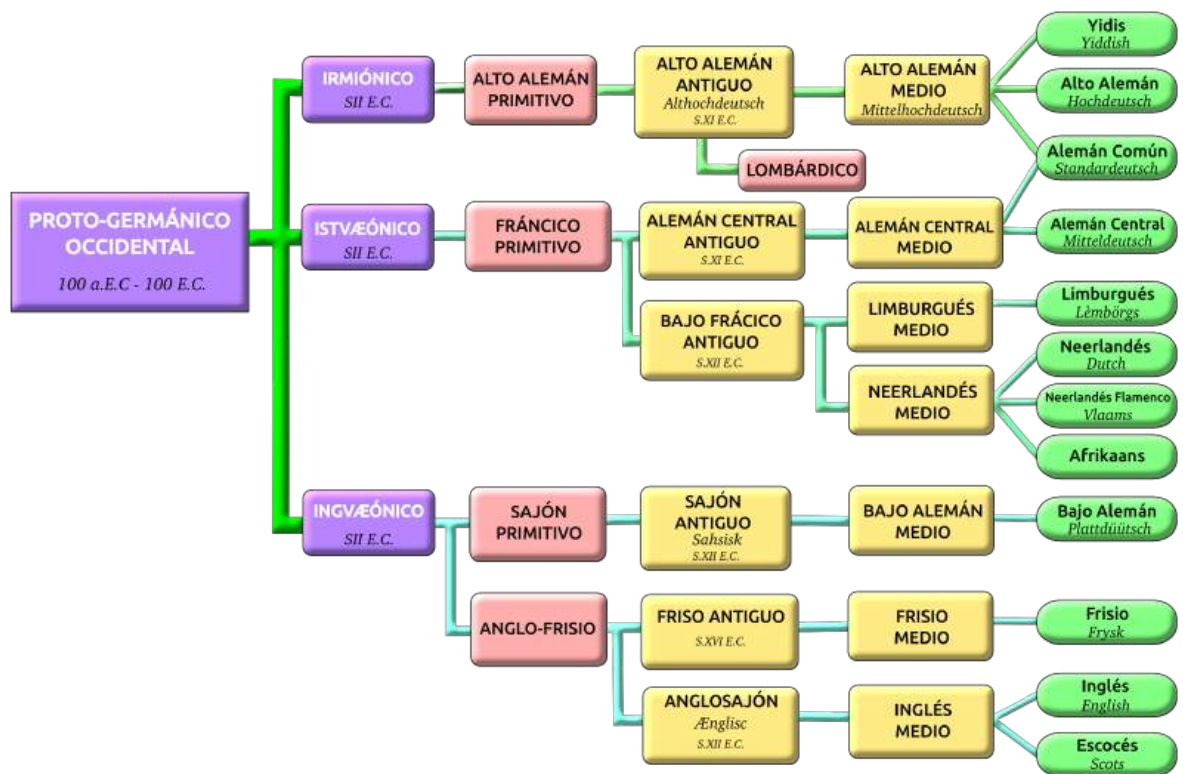 PROTO-GERMÁNICO
OCCIDENTAL
100 a.E.C - 100 E.C.
IRMIÓNICO
SII E.C.
ALTO ALEMÁN
PRIMITIVO
ALTO ALEMÁN
ANTIGUO
Althochdeutsch
S.XI E.C.
LOMBÁRDICO
ALTO ALEMÁN
MEDIO
Mittelhochdeutsch
Yidis
Yiddish
Alto Alemán
Hochdeutsch
Alemán Común
Standardeutsch
ISTVÆÓNICO
SII E.C.
FRÁNCICO
PRIMITIVO
ALEMÁN CENTRAL
ANTIGUO
S.XI E.C.
ALEMÁN CENTRAL
MEDIO
Alemán Central
Mitteldeutsch
BAJO FRÁCICO
ANTIGUO
S.XII E.C.
LIMBURGUÉS
MEDIO
Limburgués
Lèmbörgs
NEERLANDÉS
MEDIO
Neerlandés
Dutch
Neerlandés Flamenco
Vlaams
Afrikaans
INGVÆÓNICO
SII E.C.
SAJÓN
PRIMITIVO
SAJÓN
ANTIGUO
Sahsisk
S.XII E.C.
BAJO ALEMÁN
MEDIO
Bajo Alemán
Plattdüütsch
ANGLO-FRISIO
FRISO ANTIGUO
S.XVI E.C.
FRISIO
MEDIO
Frisio
Frysk
ANGLOSAJÓN
Ænglisc
S.XII E.C.
INGLÉS
MEDIO
Inglés
English
Escocés
Scots